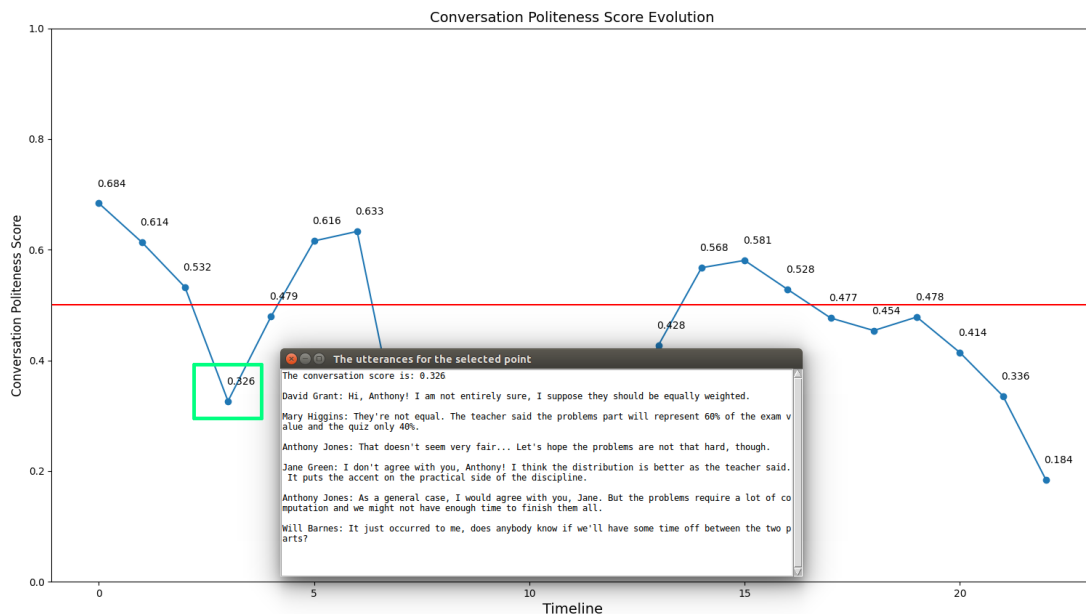 Conversation Politeness Score Evolution
1.0
0.8
0.6
0.4
0.2
0.0
Conversation Politeness Score
0.684
0.614
0.532
0.326
0.479
0.616
0.633
0.428
0.568
0.581
0.528
0.477
0.454
0.478
0.414
0.336
0.184
The utterances for the selected point
The conversation score is: 0.326
David Grant: Hi, Anthony! I am not entirely sure, I suppose they should be equally weighted.
Mary Higgins: They're not equal. The teacher said the problems part will represent 60% of the exam v
alue and the quiz only 40%.
Anthony Jones: That doesn't seem very fair... Let's hope the problems are not that hard, though.
Jane Green: I don't agree with you, Anthony! I think the distribution is better as the teacher said.
It puts the accent on the practical side of the discipline.
Anthony Jones: As a general case, I would agree with you, Jane. But the problems require a lot of co
mputation and we might not have enough time to finish them all.
Will Barnes: It just occurred to me, does anybody know if we'll have some time off between the two p
arts?
0
5
10
15
20
Timeline